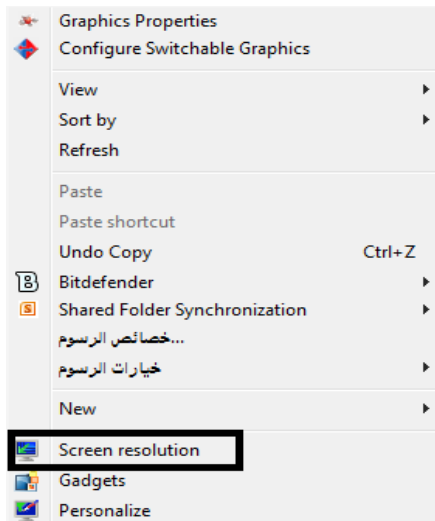 Graphics Properties
Configure Switchable Graphics
View
Sort by
Refresh
Paste
Paste shortcut
Undo Copy Ctrl+Z
Bitdefender
Shared Folder Synchronization
خصائص الرسوم...
خيارات الرسوم
New
Screen resolution
Gadgets
Personalize